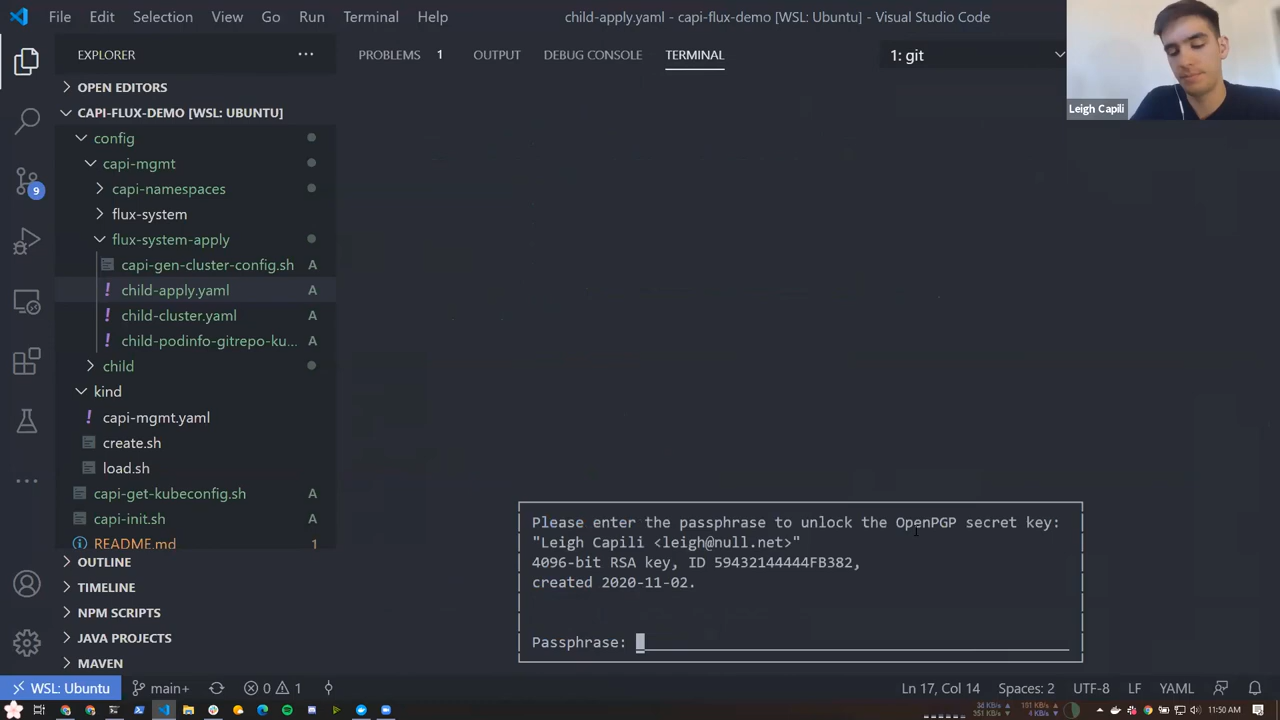 File Edit Selection View Go Run Terminal Help
child-apply.yaml - capi-flux-demo [WSL: Ubuntu] - Visual Studio Code
EXPLORER
PROBLEMS 1 OUTPUT DEBUG CONSOLE TERMINAL
1: git
Leigh Capili
OPEN EDITORS
CAPI-FLUX-DEMO [WSL: UBUNTU]
config
capi-mgmt
capi-namespaces
flux-system
flux-system-apply
capi-gen-cluster-config.sh A
child-apply.yaml A
child-cluster.yaml A
child-podinfo-gitrepo-ku... A
child
kind
capi-mgmt.yaml
create.sh
load.sh
capi-get-kubeconfig.sh A
capi-init.sh A
README.md 1
OUTLINE
TIMELINE
NPM SCRIPTS
JAVA PROJECTS
MAVEN
9
Please enter the passphrase to unlock the OpenPGP secret key:
"Leigh Capili <leigh@null.net>"
4096-bit RSA key, ID 59432144444FB382,
created 2020-11-02.
Passphrase:
WSL: Ubuntu main+ 0 1
Ln 17, Col 14 Spaces: 2 UTF-8 LF YAML
11:50 AM